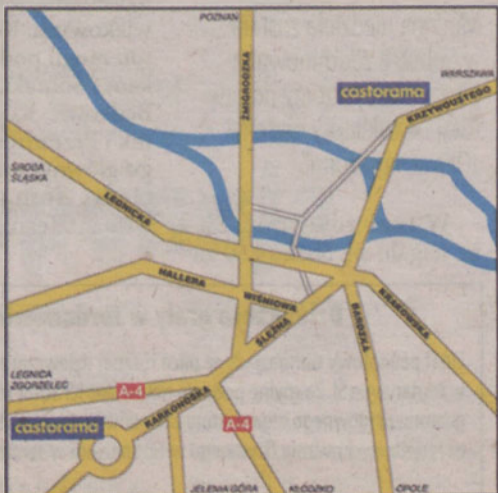 POZNAŃ
WARSZAWA
castorama
KRZYWOUSTEGO
ŻMIGRODZKA
ŚRODA
ŚLĄSKA
LEGNICKA
HALLERA
WIŚNIOWA
ŚLĘŻNA
BARDZKA
KRAKOWSKA
LEGNICA
ZGORZELEC
A-4
KARKONOSKA
A-4
castorama
JELENIA GÓRA
KŁODZKO
OPOLE